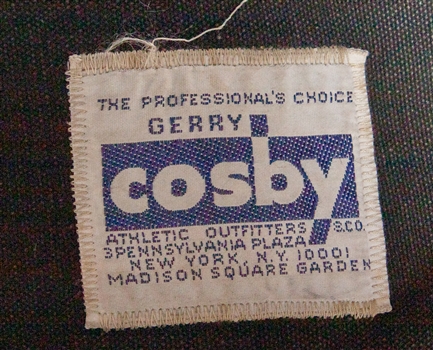 THE PROFESSIONAL'S CHOICE
GERRY
cosby
ATHLETIC OUTFITTERS & CO.
3 PENNSYLVANIA PLAZA
NEW YORK, N.Y. 10001
MADISON SQUARE GARDEN